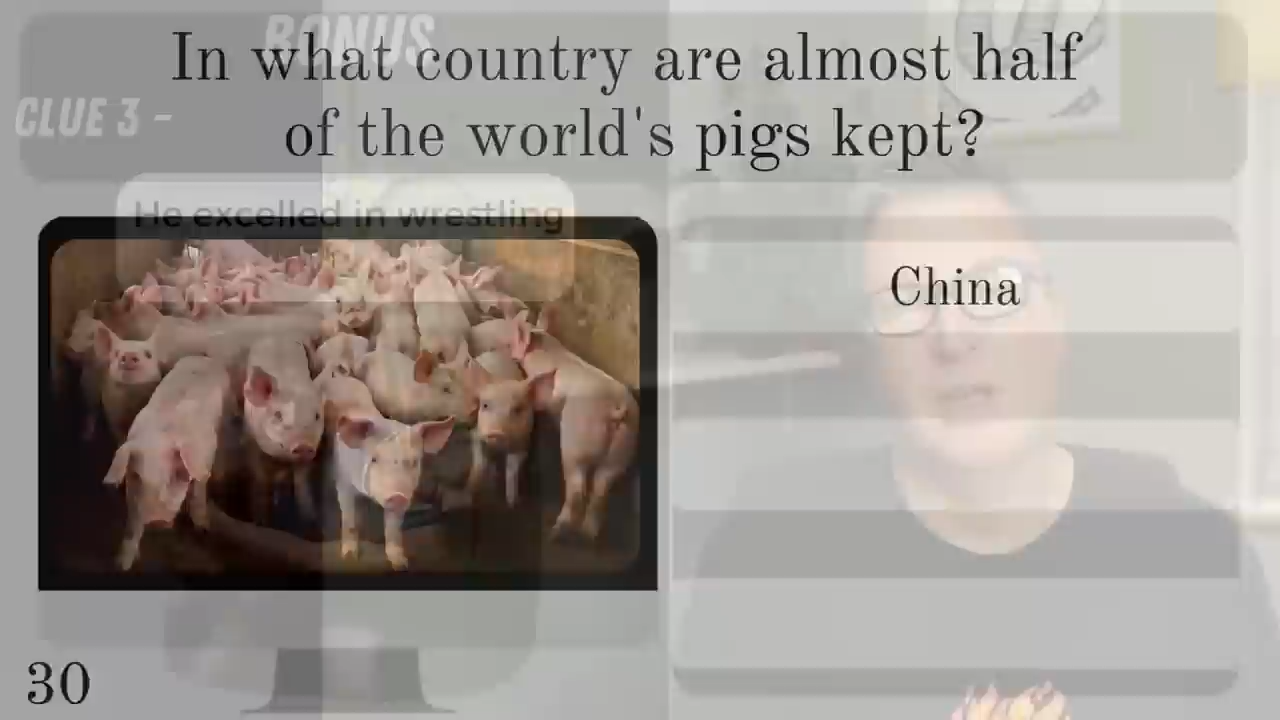 BONUS
In what country are almost half
of the world's pigs kept?
CLUE 3 -
He excelled in wrestling
China
30